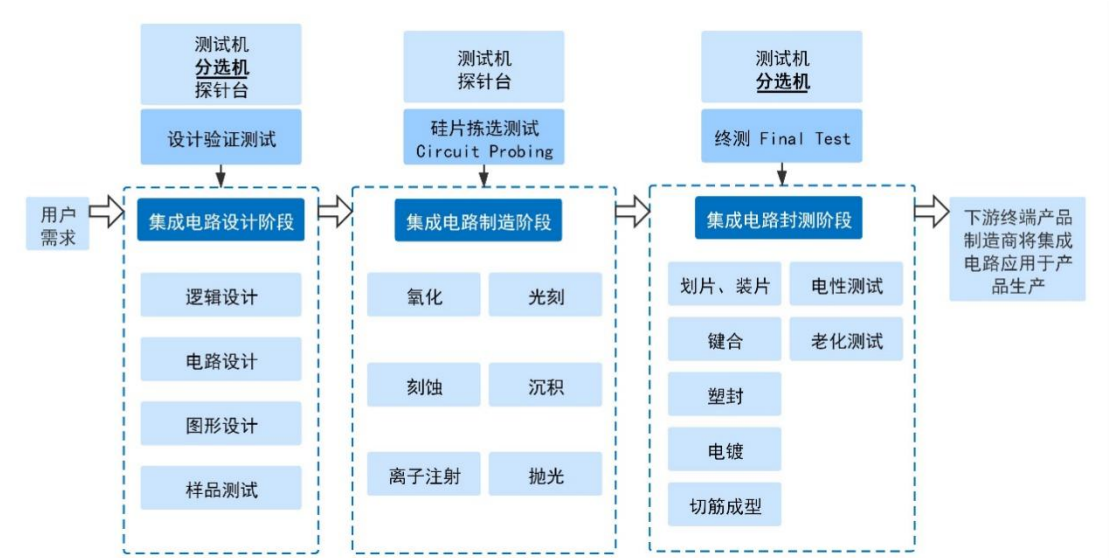 测试机
分选机
探针台
设计验证测试
测试机
探针台
硅片拣选测试
Circuit Probing
测试机
分选机
终测 Final Test
用户
需求
集成电路设计阶段
逻辑设计
电路设计
图形设计
样品测试
集成电路制造阶段
氧化
光刻
刻蚀
沉积
离子注射
抛光
集成电路封测阶段
划片、装片
电性测试
键合
老化测试
塑封
电镀
切筋成型
下游终端产品
制造商将集成
电路应用于产
品生产